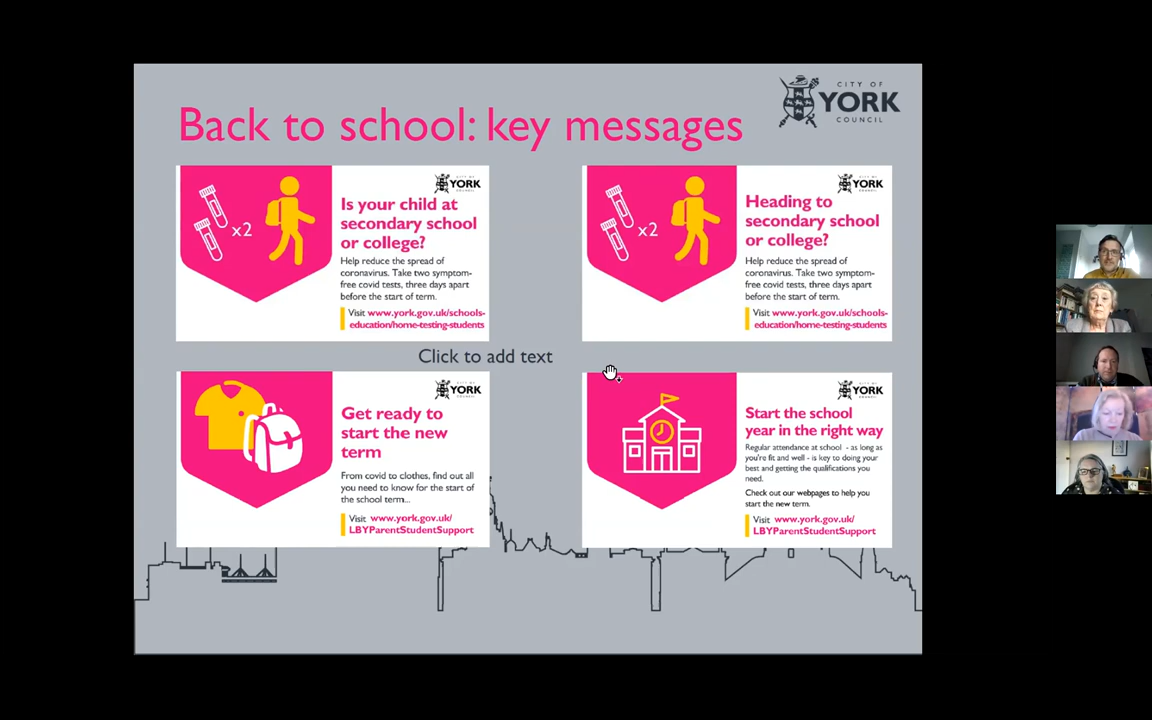 CITY OF
YORK
COUNCIL
Back to school: key messages
YORK
Is your child at
secondary school
or college?
x2
Help reduce the spread of
coronavirus. Take two symptom-
free covid tests, three days apart
before the start of term.
Visit www.york.gov.uk/schools-
education/home-testing-students
YORK
Heading to
secondary school
or college?
x2
Help reduce the spread of
coronavirus. Take two symptom-
free covid tests, three days apart
before the start of term.
Visit www.york.gov.uk/schools-
education/home-testing-students
Click to add text
YORK
Get ready to
start the new
term
From covid to clothes, find out all
you need to know for the start of
the school term...
Visit www.york.gov.uk/
LBYParentStudentSupport
YORK
Start the school
year in the right way
Regular attendance at school - as long as
you're fit and well - is key to doing your
best and getting the qualifications you
need.
Check out our webpages to help you
start the new term.
Visit www.york.gov.uk/
LBYParentStudentSupport